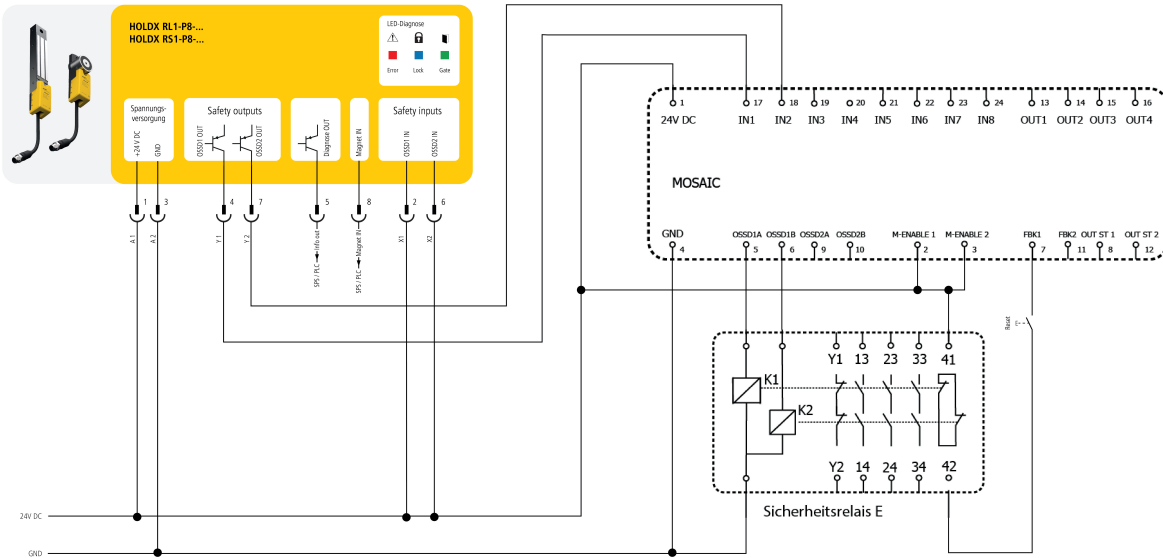 HOLDX RL1-P8-...
HOLDX RS1-P8-...
LED-Diagnose
Error
Lock
Gate
Spannungs-
versorgung
+24 V DC
GND
Safety outputs
OSSD1 OUT
OSSD2 OUT
Diagnose OUT
Magnet IN
Safety inputs
OSSD1 IN
OSSD2 IN
1
3
4
7
5
8
2
6
A 1
A 2
Y 1
Y 2
SPS / PLC
Info out
SPS / PLC
Magnet IN
X1
X2
1
17
18
19
20
21
22
23
24
13
14
15
16
24V DC
IN1
IN2
IN3
IN4
IN5
IN6
IN7
IN8
OUT1
OUT2
OUT3
OUT4
MOSAIC
GND
OSSD1A
OSSD1B
OSSD2A
OSSD2B
M-ENABLE 1
M-ENABLE 2
FBK1
FBK2
OUT ST 1
OUT ST 2
4
5
6
9
10
2
3
7
11
8
12
Reset
Y1
13
23
33
41
K1
K2
Y2
14
24
34
42
Sicherheitsrelais E
24V DC
GND